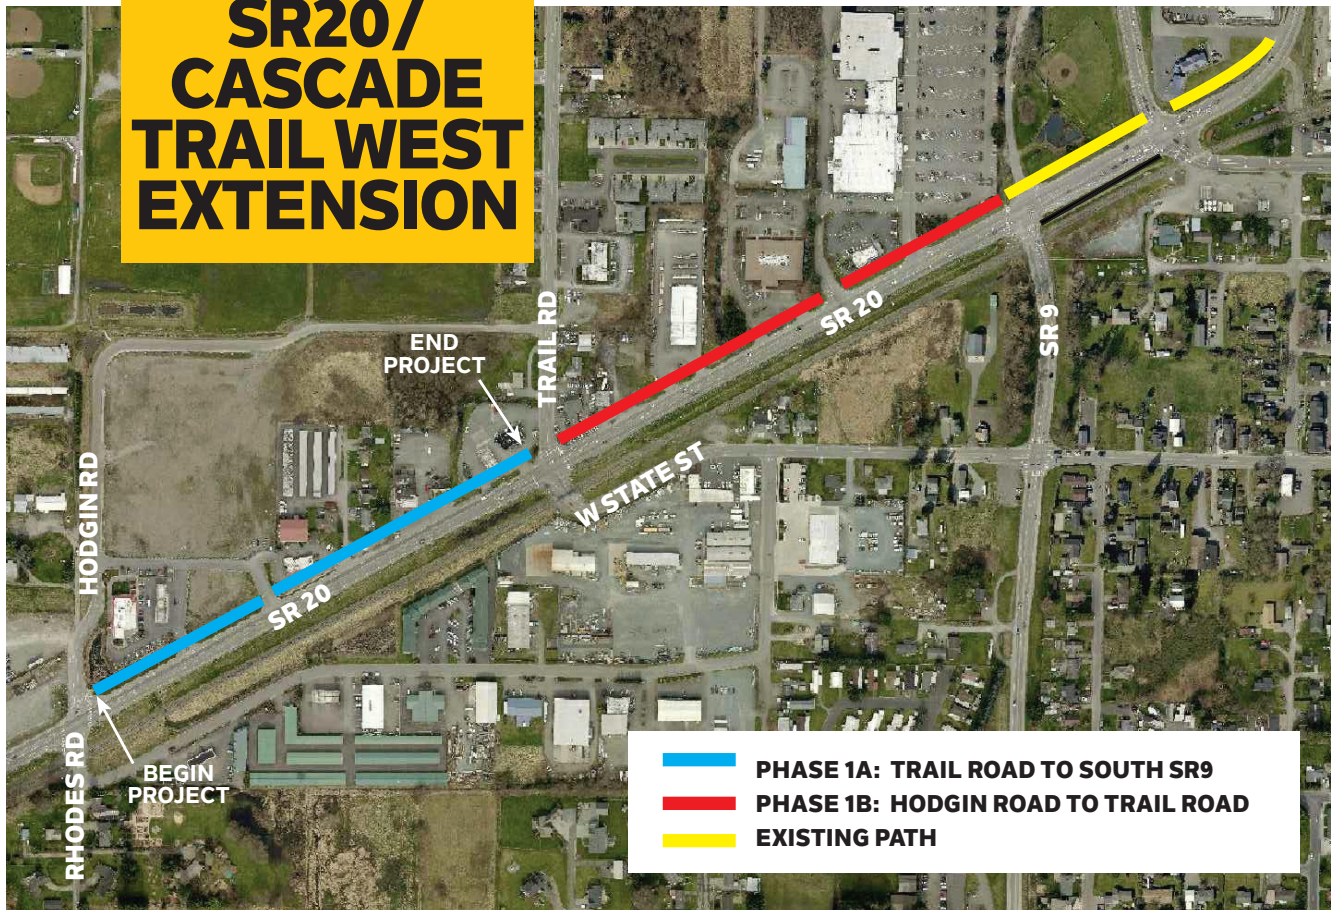 SR20/
CASCADE
TRAIL WEST
EXTENSION
TRAIL RD
END
PROJECT
SR 20
SR 9
HODGIN RD
W STATE ST
SR 20
BEGIN
PROJECT
RHODES RD
PHASE 1A: TRAIL ROAD TO SOUTH SR9
PHASE 1B: HODGIN ROAD TO TRAIL ROAD
EXISTING PATH